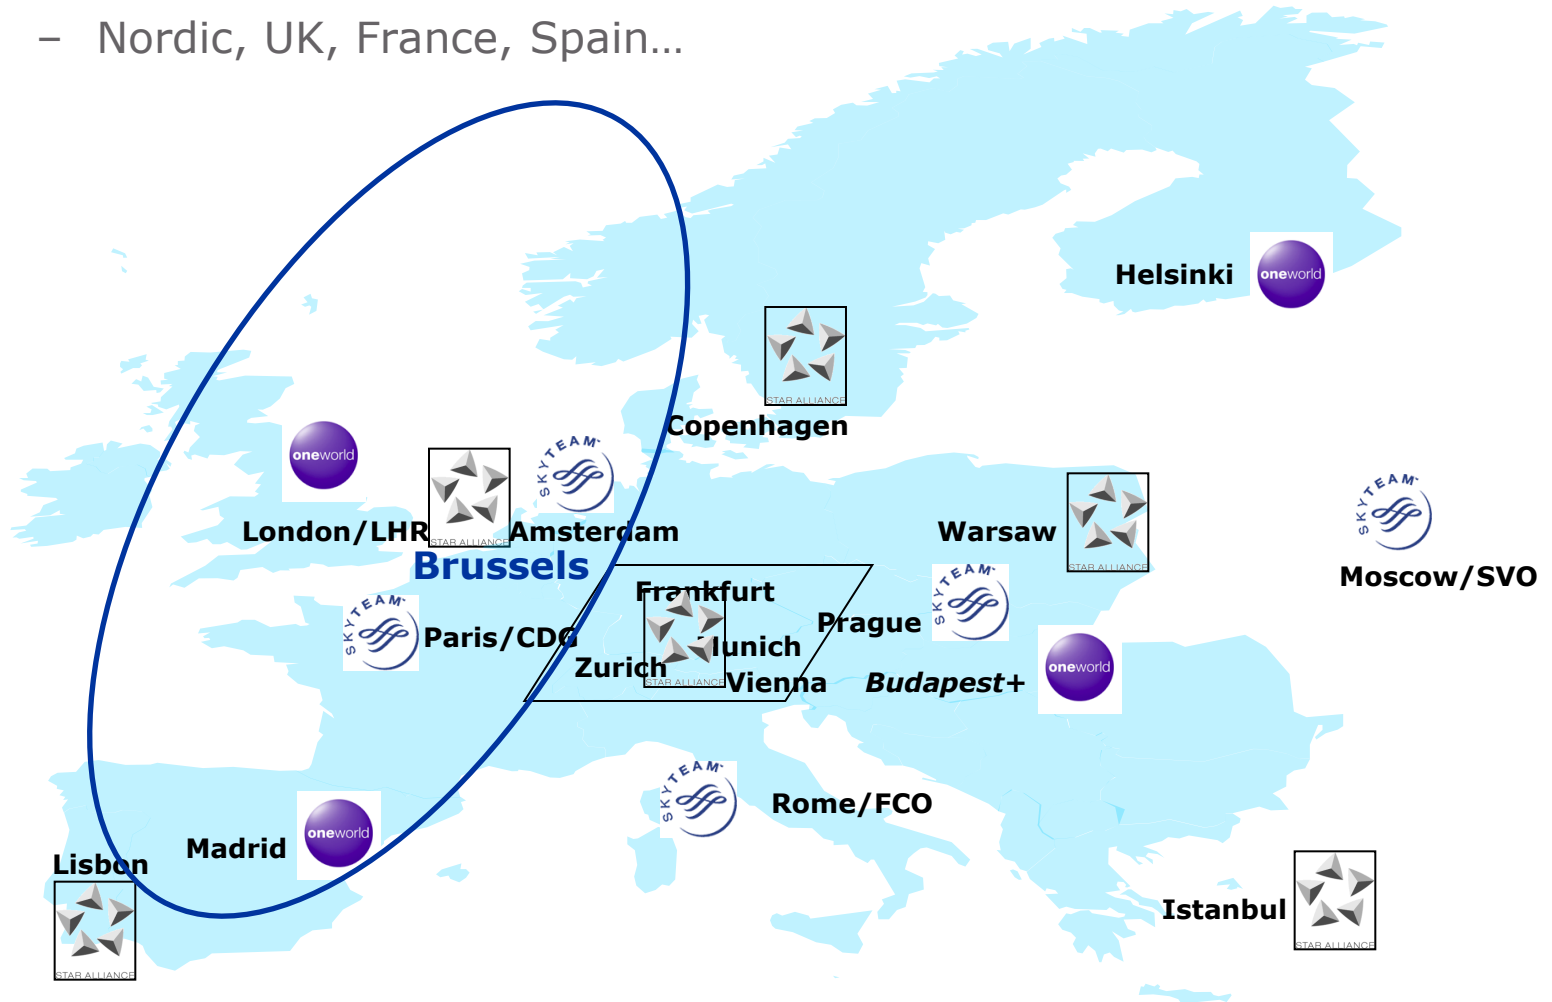 – Nordic, UK, France, Spain…
Helsinki
oneworld
STAR ALLIANCE
Copenhagen
oneworld
SKYTEAM
London/LHR
STAR ALLIANCE
Amsterdam
Brussels
Warsaw
STAR ALLIANCE
SKYTEAM
Moscow/SVO
Frankfurt
SKYTEAM
Prague
SKYTEAM
Paris/CDG
Munich
Zurich
STAR ALLIANCE
Vienna
Budapest+
oneworld
SKYTEAM
Rome/FCO
Madrid
oneworld
Lisbon
STAR ALLIANCE
Istanbul
STAR ALLIANCE